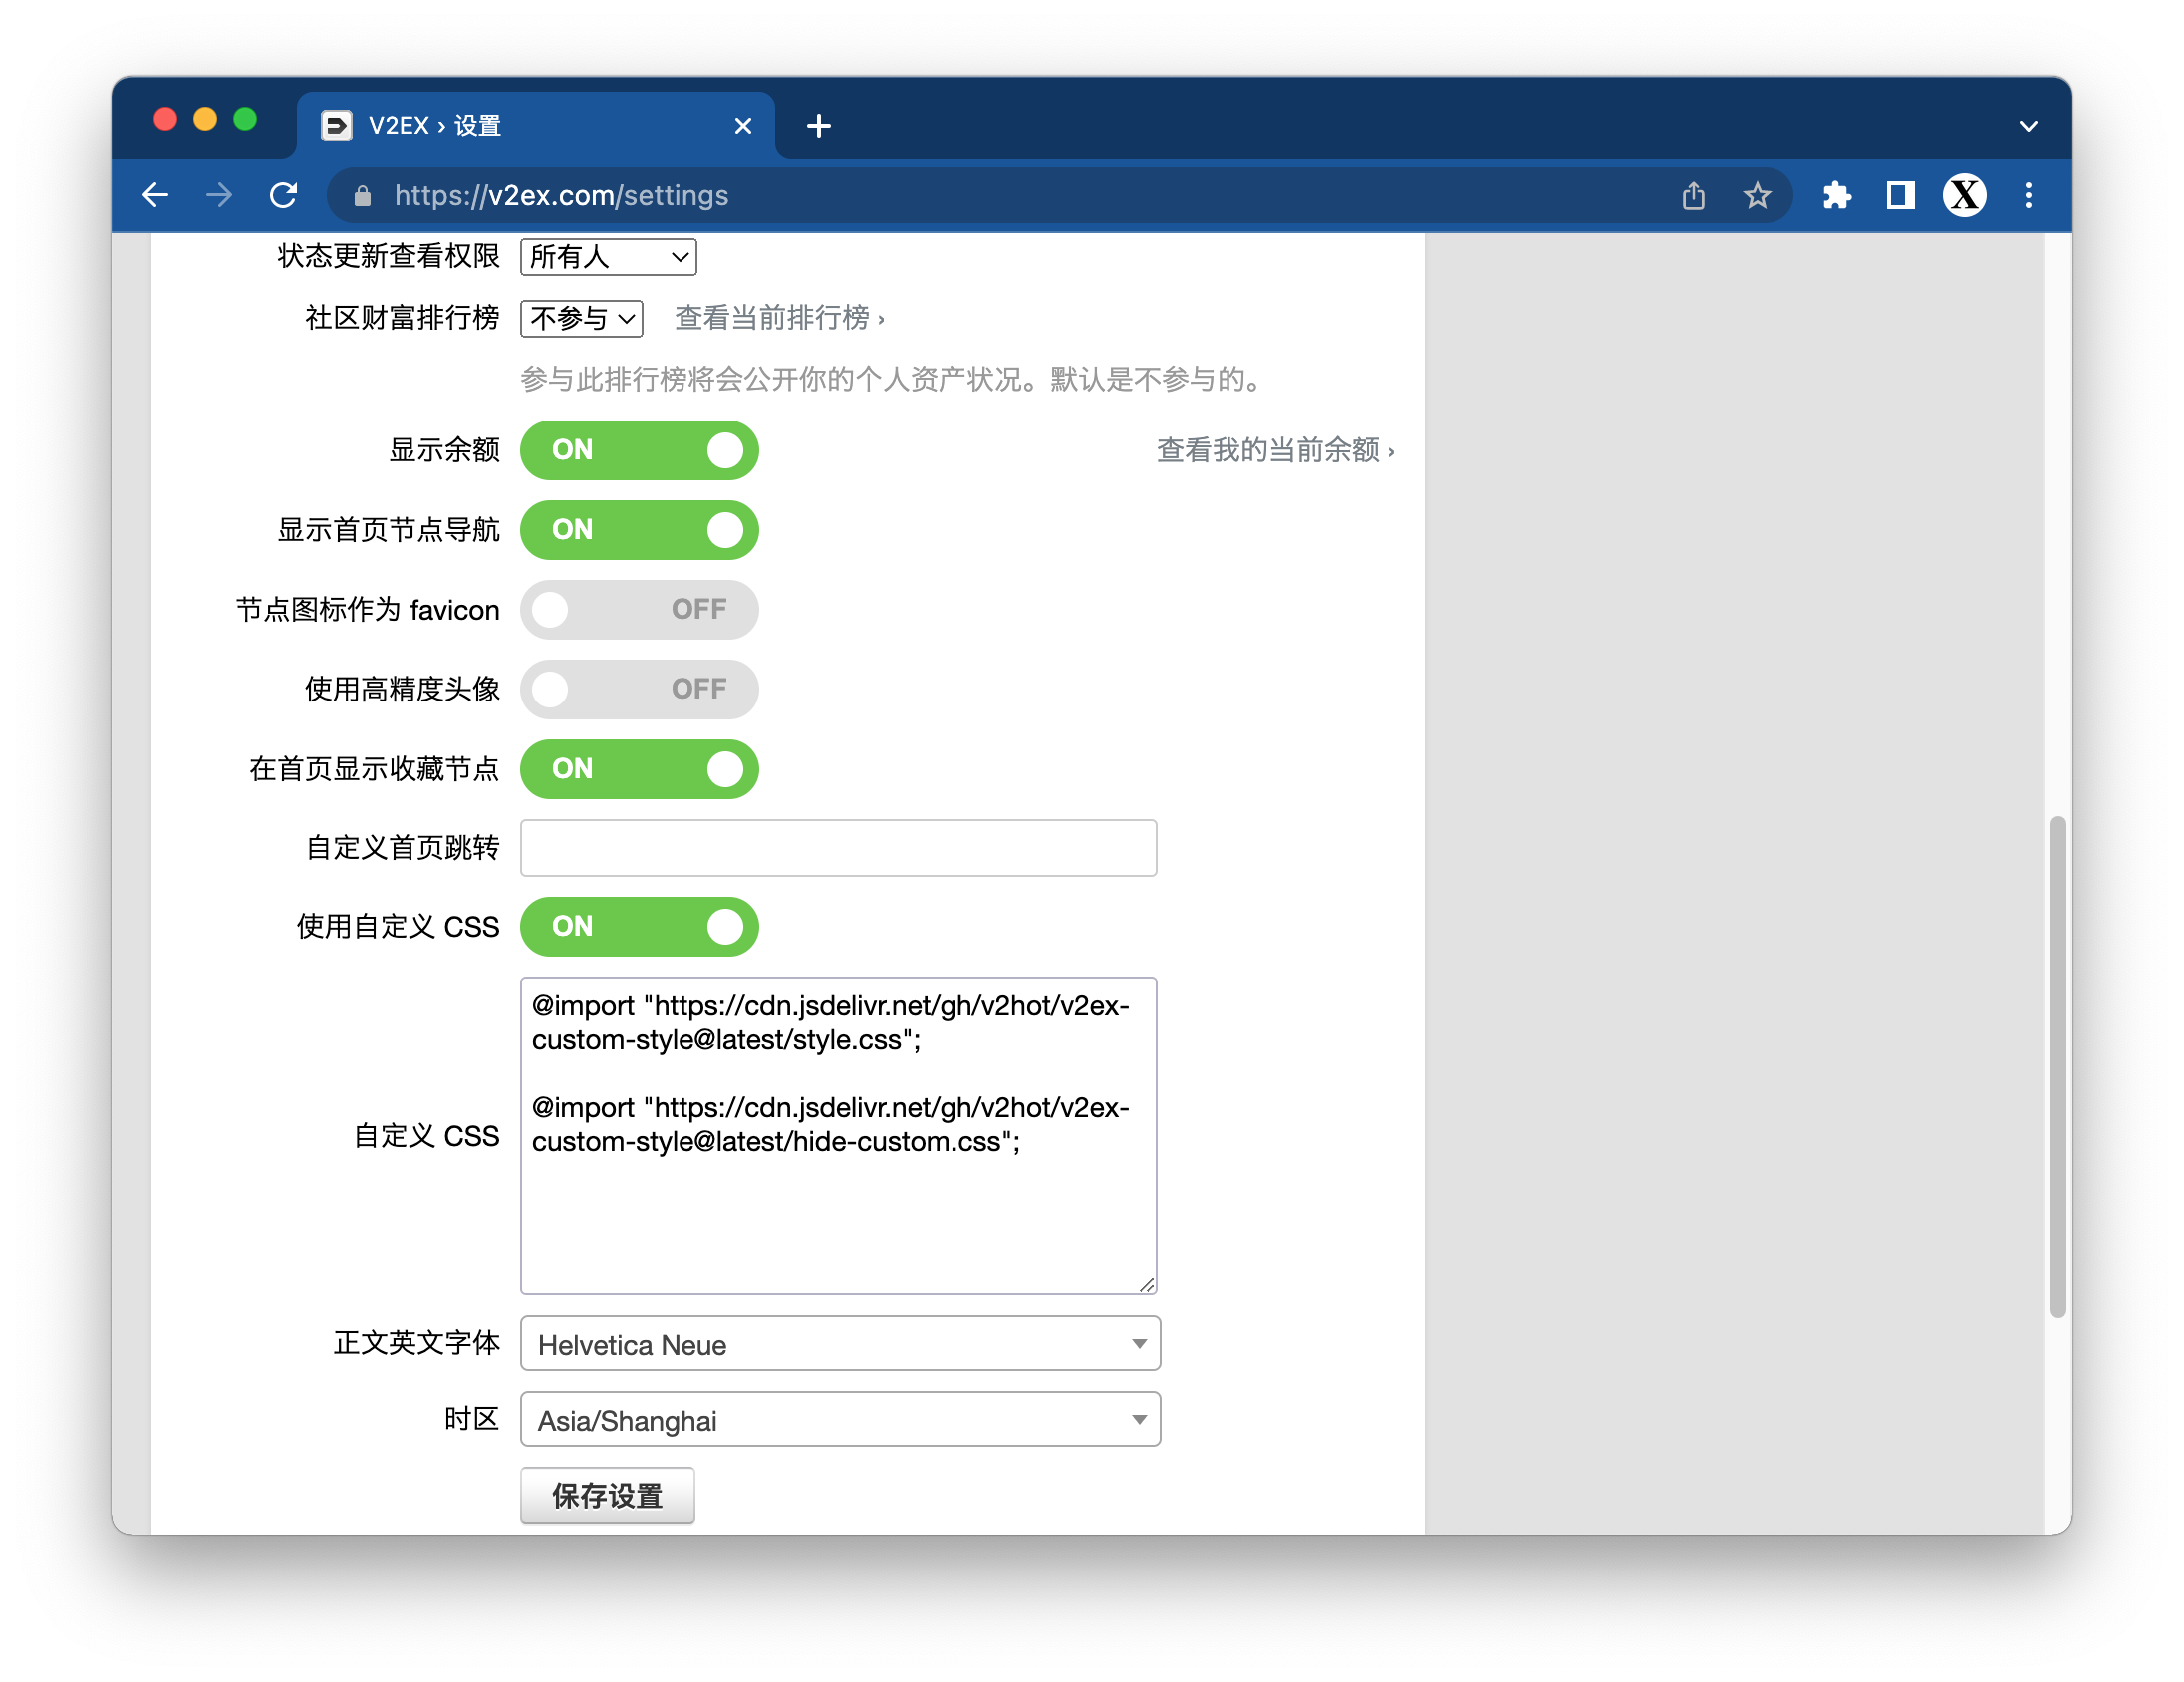 V2EX › 设置
https://v2ex.com/settings
X
状态更新查看权限 所有人
社区财富排行榜 不参与 查看当前排行榜 ›
参与此排行榜将会公开你的个人资产状况。默认是不参与的。
显示余额 ON 查看我的当前余额 ›
显示首页节点导航 ON
节点图标作为 favicon OFF
使用高精度头像 OFF
在首页显示收藏节点 ON
自定义首页跳转
使用自定义 CSS ON
@import "https://cdn.jsdelivr.net/gh/v2hot/v2ex-
custom-style@latest/style.css";
@import "https://cdn.jsdelivr.net/gh/v2hot/v2ex-
custom-style@latest/hide-custom.css";
自定义 CSS
正文英文字体 Helvetica Neue
时区 Asia/Shanghai
保存设置